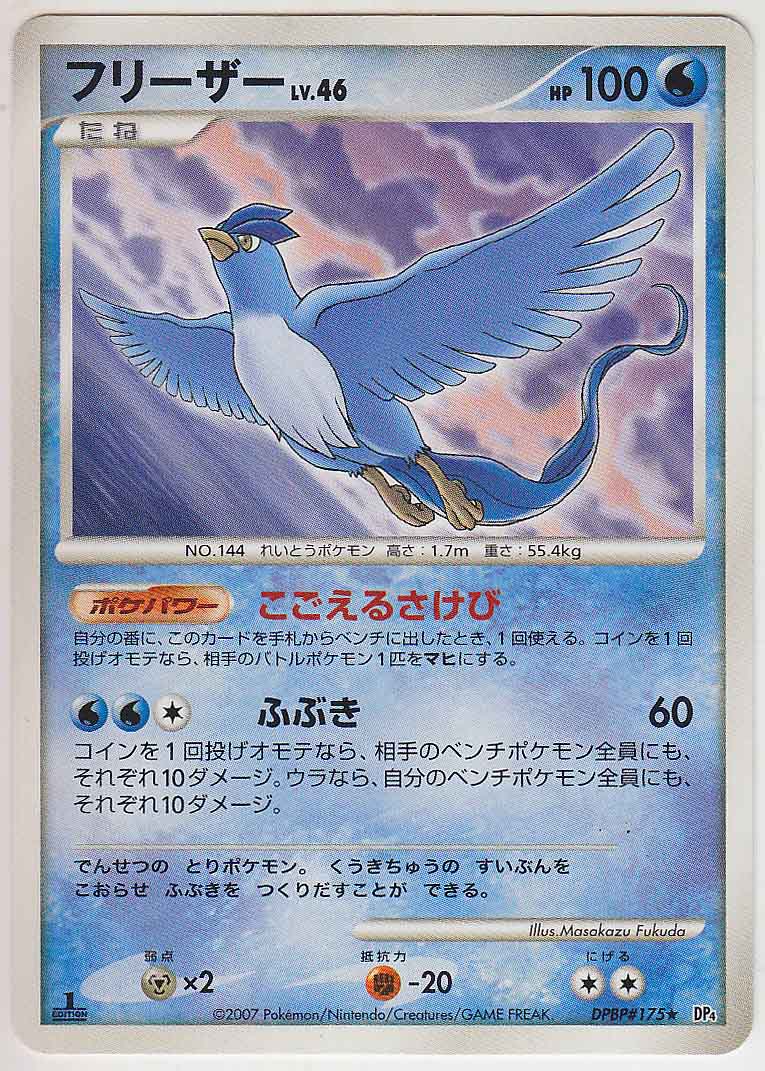 フリーザー LV.46 HP 100
たね
NO.144 れいとうポケモン 高さ：1.7m 重さ：55.4kg
ポケパワー こごえるさけび
自分の番に、このカードを手札からベンチに出したとき、1回使える。コインを1回
投げオモテなら、相手のバトルポケモン1匹をマヒにする。
ふぶき 60
コインを1回投げオモテなら、相手のベンチポケモン全員にも、
それぞれ10ダメージ。ウラなら、自分のベンチポケモン全員にも、
それぞれ10ダメージ。
でんせつの とりポケモン。 くうきちゅうの すいぶんを
こおらせ ふぶきを つくりだすことが できる。
Illus.Masakazu Fukuda
弱点 抵抗力 にげる
×2 -20
1 EDITION ©2007 Pokémon/Nintendo/Creatures/GAME FREAK. DPBP#175★ DP4